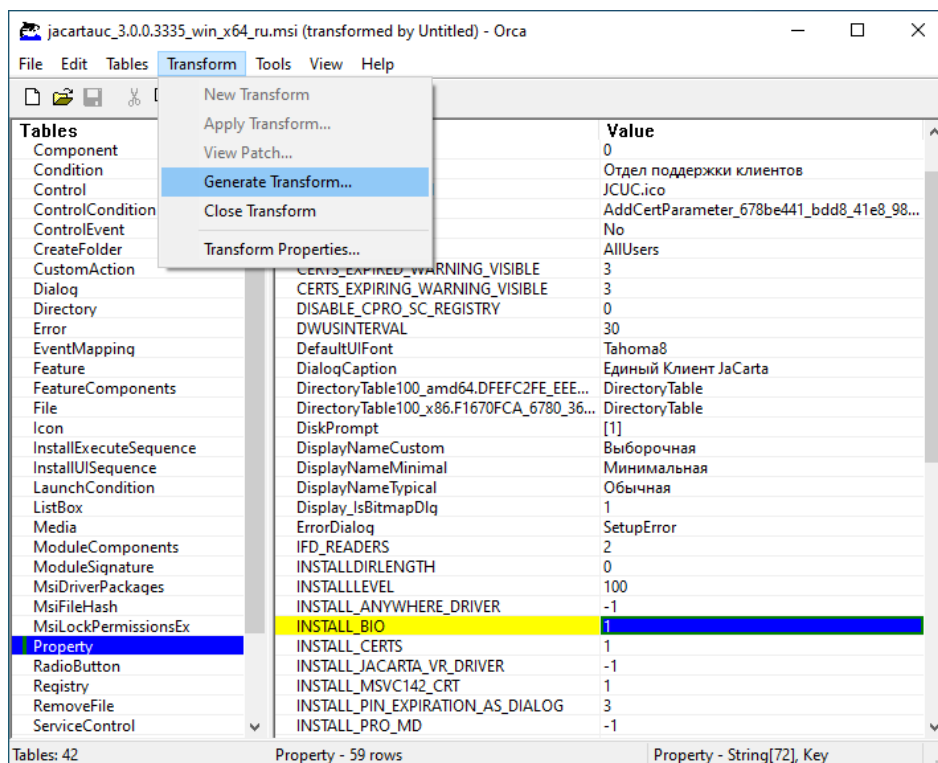 jacartauc_3.0.0.3335_win_x64_ru.msi (transformed by Untitled) - Orca
File Edit Tables Transform Tools View Help
New Transform
Apply Transform...
View Patch...
Generate Transform...
Close Transform
Transform Properties...
Tables
Component
Condition
Control
ControlCondition
ControlEvent
CreateFolder
CustomAction
Dialog
Directory
Error
EventMapping
Feature
FeatureComponents
File
Icon
InstallExecuteSequence
InstallUISequence
LaunchCondition
ListBox
Media
ModuleComponents
ModuleSignature
MsiDriverPackages
MsiFileHash
MsiLockPermissionsEx
Property
RadioButton
Registry
RemoveFile
ServiceControl
Value
0
Отдел поддержки клиентов
JCUC.ico
AddCertParameter_678be441_bdd8_41e8_98...
No
AllUsers
CERTS_EXPIRED_WARNING_VISIBLE 3
CERTS_EXPIRING_WARNING_VISIBLE 3
DISABLE_CPRO_SC_REGISTRY 0
DWUSINTERVAL 30
DefaultUIFont Tahoma8
DialogCaption Единый Клиент JaCarta
DirectoryTable100_amd64.DFEFC2FE_EEE... DirectoryTable
DirectoryTable100_x86.F1670FCA_6780_36... DirectoryTable
DiskPrompt [1]
DisplayNameCustom Выборочная
DisplayNameMinimal Минимальная
DisplayNameTypical Обычная
Display_IsBitmapDlg 1
ErrorDialog SetupError
IFD_READERS 2
INSTALLDIRLENGTH 0
INSTALLLEVEL 100
INSTALL_ANYWHERE_DRIVER -1
INSTALL_BIO 1
INSTALL_CERTS 1
INSTALL_JACARTA_VR_DRIVER -1
INSTALL_MSVC142_CRT 1
INSTALL_PIN_EXPIRATION_AS_DIALOG 3
INSTALL_PRO_MD -1
Tables: 42 Property - 59 rows Property - String[72], Key